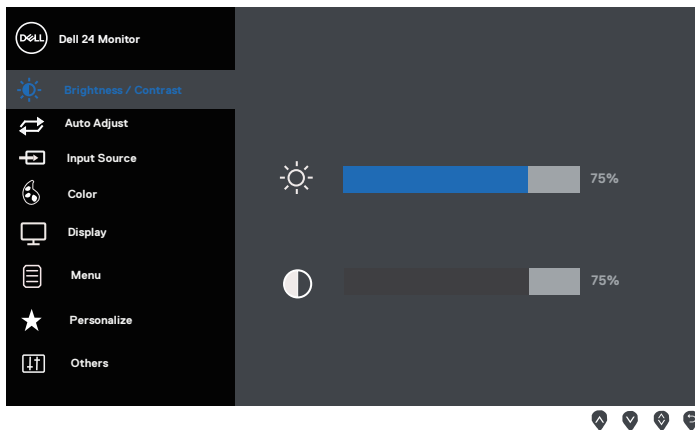 DELL
Dell 24 Monitor
Brightness / Contrast
Auto Adjust
Input Source
Color
Display
Menu
Personalize
Others
75%
75%